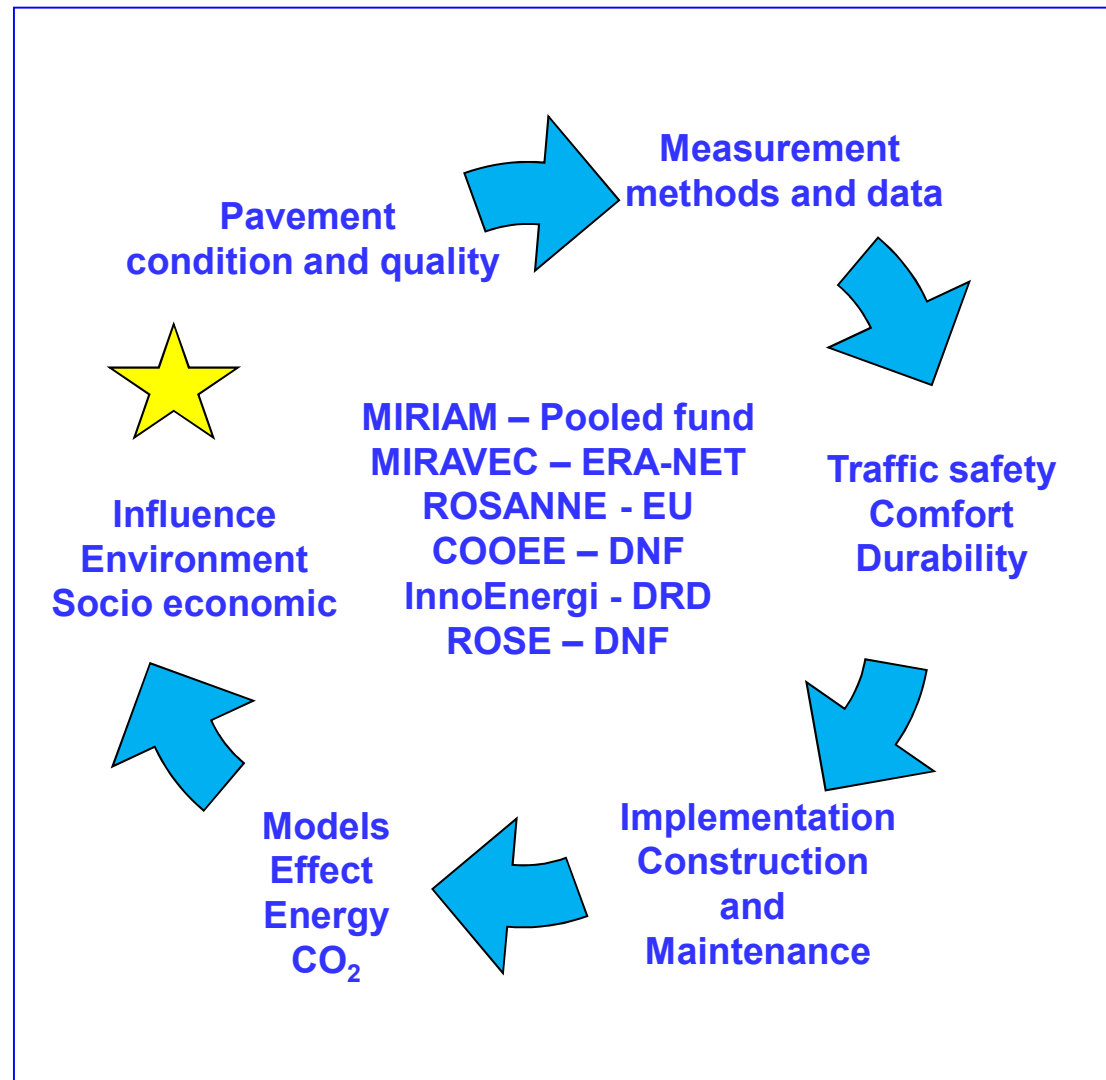 Pavement
condition and quality
Measurement
methods and data
Traffic safety
Comfort
Durability
Implementation
Construction
and
Maintenance
Models
Effect
Energy
CO₂
Influence
Environment
Socio economic
MIRIAM – Pooled fund
MIRAVEC – ERA-NET
ROSANNE - EU
COOEE – DNF
InnoEnergi - DRD
ROSE – DNF